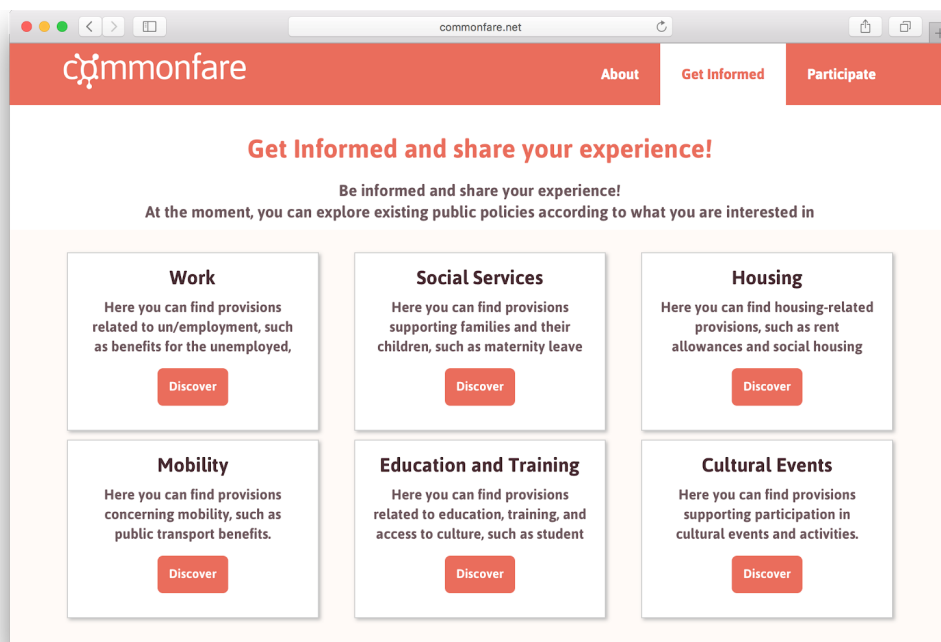 commonfare.net
commonfare
About
Get Informed
Participate
Get Informed and share your experience!
Be informed and share your experience!
At the moment, you can explore existing public policies according to what you are interested in
Work
Here you can find provisions
related to un/employment, such
as benefits for the unemployed,
Discover
Social Services
Here you can find provisions
supporting families and their
children, such as maternity leave
Discover
Housing
Here you can find housing-related
provisions, such as rent
allowances and social housing
Discover
Mobility
Here you can find provisions
concerning mobility, such as
public transport benefits.
Discover
Education and Training
Here you can find provisions
related to education, training, and
access to culture, such as student
Discover
Cultural Events
Here you can find provisions
supporting participation in
cultural events and activities.
Discover